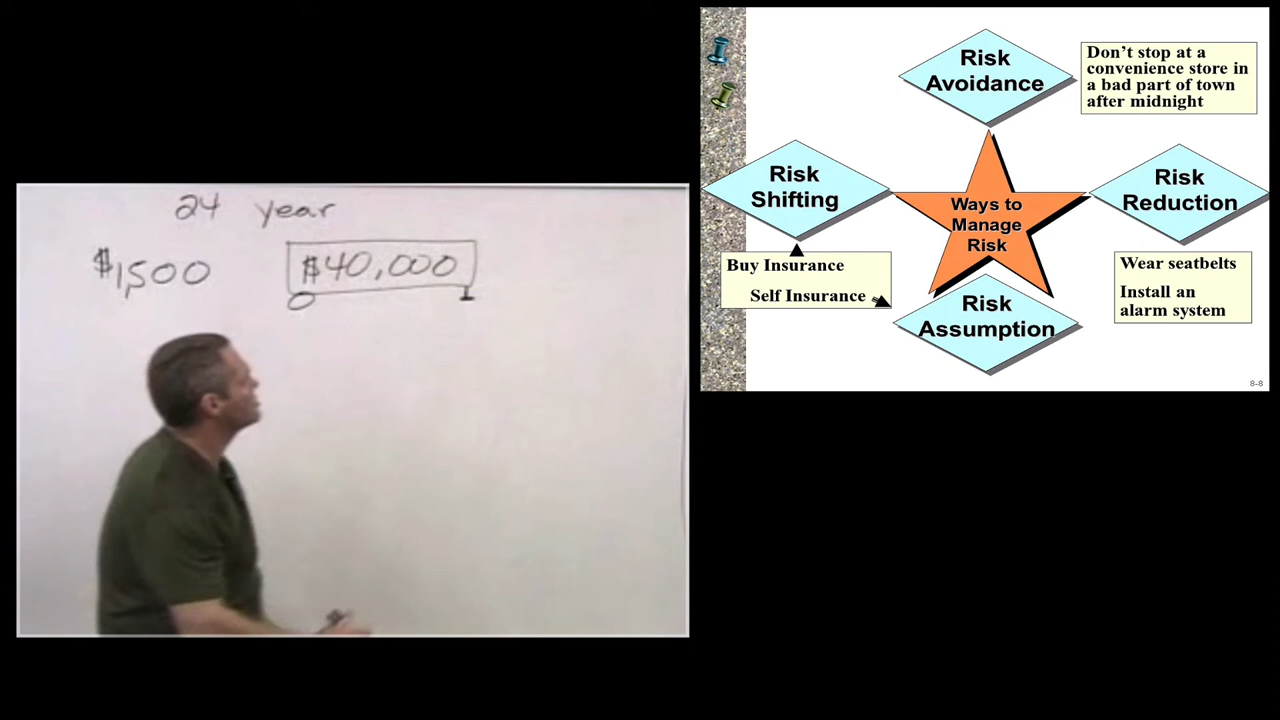 24 year
$1,500 $40,000
Risk
Avoidance
Don't stop at a
convenience store in
a bad part of town
after midnight
Risk
Shifting
Ways to
Manage
Risk
Risk
Reduction
Buy Insurance
Self Insurance
Risk
Assumption
Wear seatbelts
Install an
alarm system
8-8